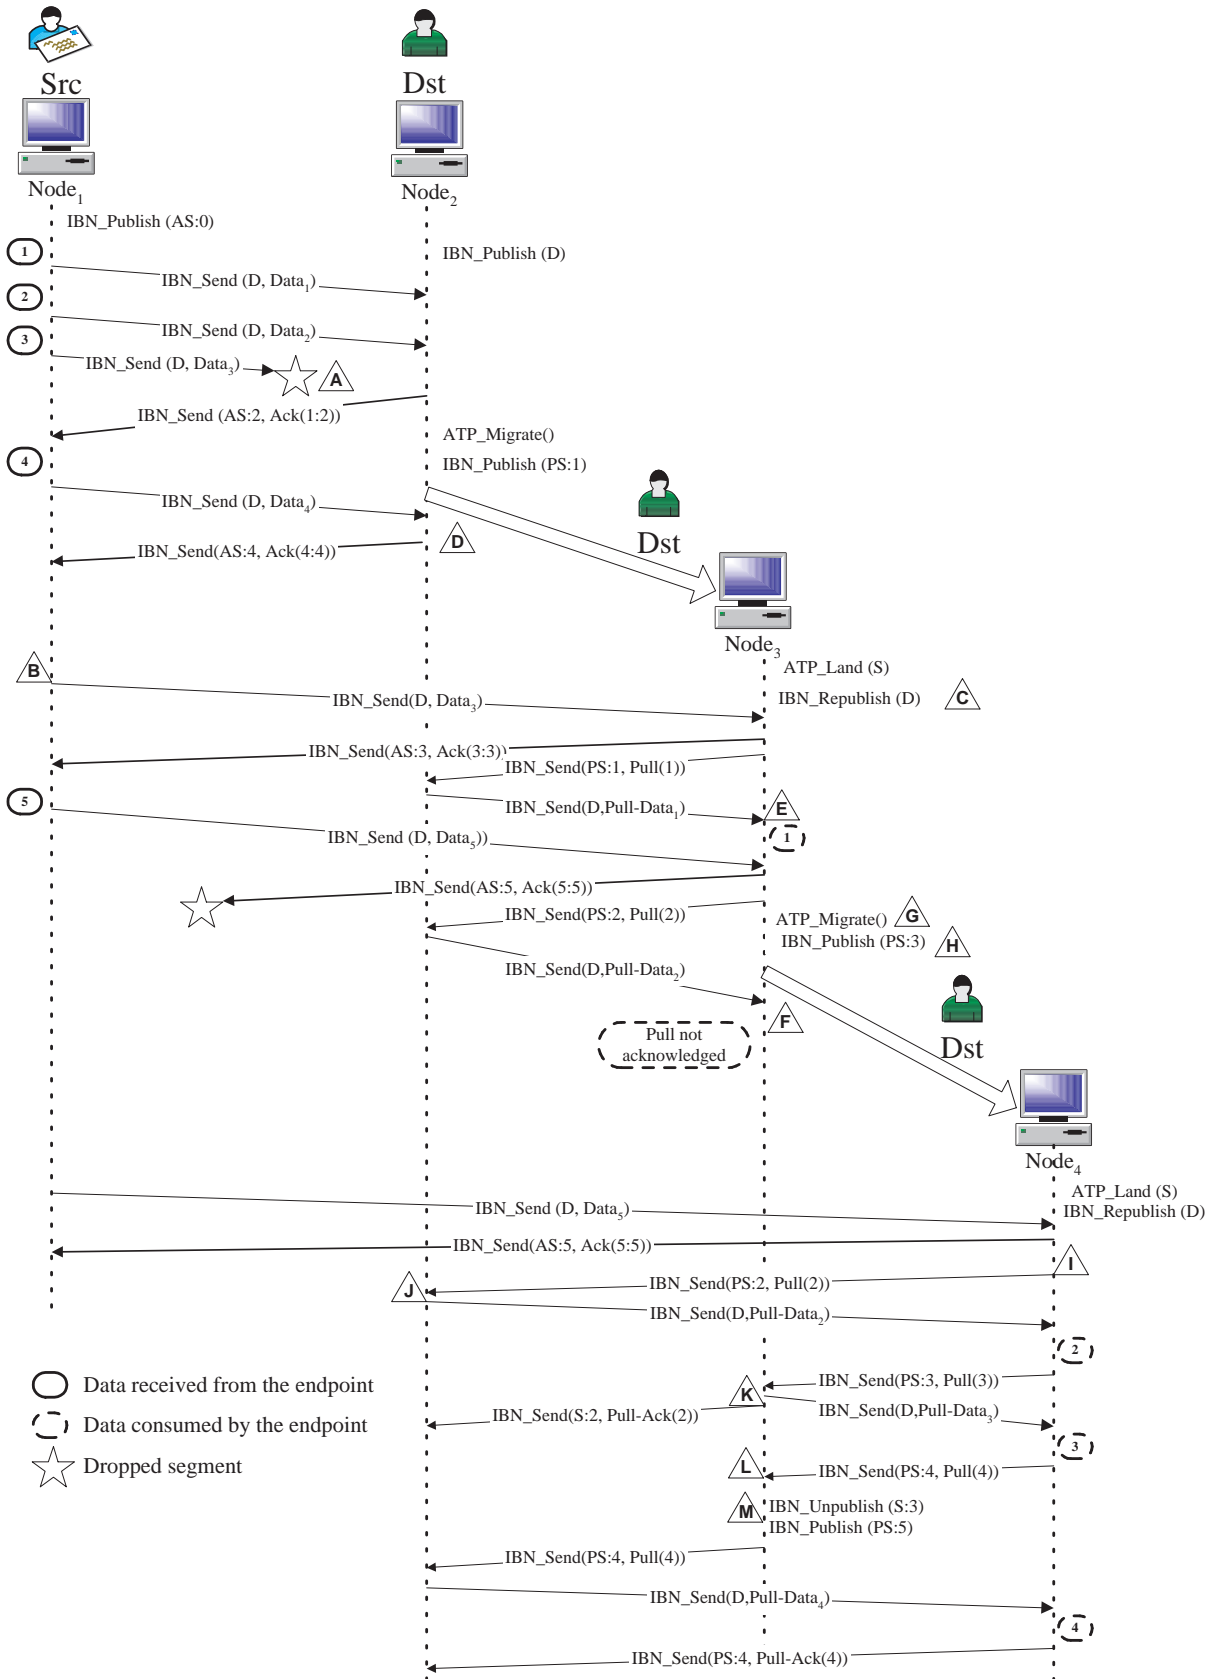 Src
Dst
Node1
Node2
IBN_Publish (AS:0)
1
IBN_Publish (D)
IBN_Send (D, Data1)
2
IBN_Send (D, Data2)
3
IBN_Send (D, Data3)
A
IBN_Send (AS:2, Ack(1:2))
ATP_Migrate()
4
IBN_Publish (PS:1)
IBN_Send (D, Data4)
Dst
D
IBN_Send(AS:4, Ack(4:4))
Node3
B
ATP_Land (S)
IBN_Republish (D)
C
IBN_Send(D, Data3)
IBN_Send(AS:3, Ack(3:3))
IBN_Send(PS:1, Pull(1))
5
IBN_Send(D,Pull-Data1)
E
1
IBN_Send (D, Data5))
IBN_Send(AS:5, Ack(5:5))
IBN_Send(PS:2, Pull(2))
ATP_Migrate()
G
IBN_Publish (PS:3)
H
IBN_Send(D,Pull-Data2)
F
Pull not
acknowledged
Dst
Node4
ATP_Land (S)
IBN_Republish (D)
IBN_Send (D, Data5)
IBN_Send(AS:5, Ack(5:5))
I
IBN_Send(PS:2, Pull(2))
J
IBN_Send(D,Pull-Data2)
2
IBN_Send(PS:3, Pull(3))
Data received from the endpoint
K
IBN_Send(D,Pull-Data3)
IBN_Send(S:2, Pull-Ack(2))
Data consumed by the endpoint
3
Dropped segment
L
IBN_Send(PS:4, Pull(4))
M
IBN_Unpublish (S:3)
IBN_Publish (PS:5)
IBN_Send(PS:4, Pull(4))
IBN_Send(D,Pull-Data4)
4
IBN_Send(PS:4, Pull-Ack(4))